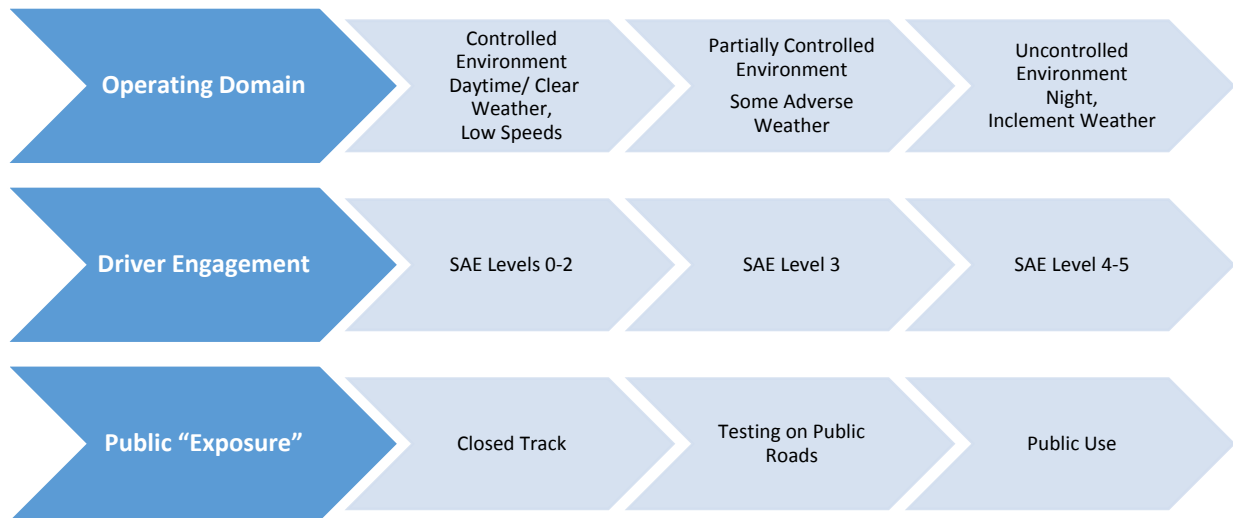 Operating Domain
Controlled
Environment
Daytime/ Clear
Weather,
Low Speeds
Partially Controlled
Environment
Some Adverse
Weather
Uncontrolled
Environment
Night,
Inclement Weather
Driver Engagement
SAE Levels 0-2
SAE Level 3
SAE Level 4-5
Public “Exposure”
Closed Track
Testing on Public
Roads
Public Use